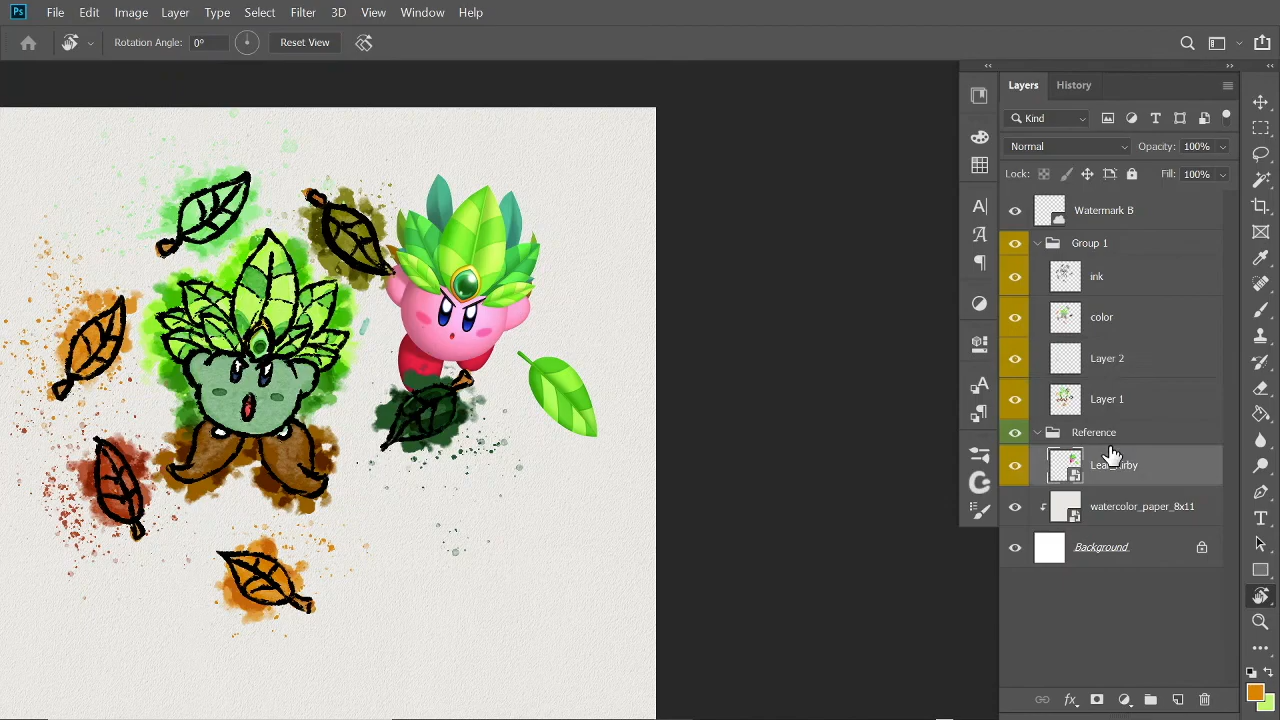 Ps File Edit Image Layer Type Select Filter 3D View Window Help
Rotation Angle: 0° Reset View
Layers History
Kind
Normal Opacity: 100%
Lock: Fill: 100%
Watermark B
Group 1
ink
color
Layer 2
Layer 1
Reference
watercolor_paper_8x11
Background